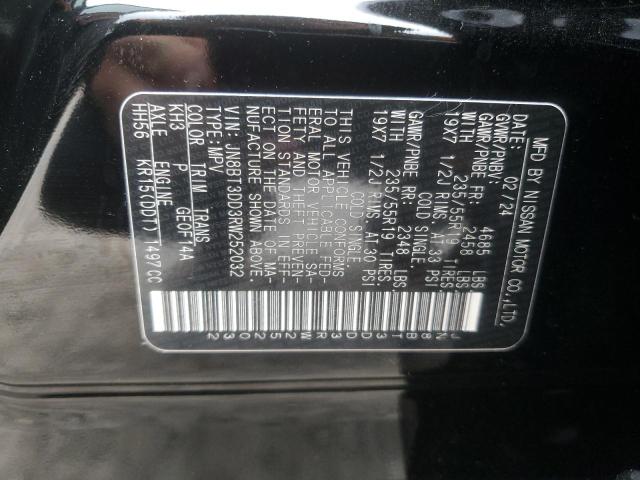 MFD BY NISSAN MOTOR CO.,LTD.
DATE: 02 / 24
GVWR/PNBV: 4685 LBS
GAWR/PNBE FR: 2458 LBS
WITH 235/55R19 TIRES
19X7 1/2J RIMS AT 33 PSI
COLD SINGLE.
GAWR/PNBE RR: 2348 LBS
WITH 235/55R19 TIRES
19X7 1/2J RIMS AT 30 PSI
COLD SINGLE
THIS VEHICLE CONFORMS
TO ALL APPLICABLE FED-
ERAL MOTOR VEHICLE SA-
FETY AND THEFT PREVEN-
TION STANDARDS IN EFF-
ECT ON THE DATE OF MA-
NUFACTURE SHOWN ABOVE.
VIN: JN8BT3DD3RW252032
TYPE: MPV
COLOR TRIM TRANS
KH3 P GE0F14A
AXLE ENGINE
HH56 KR15(DDT) 1497CC
JN8BT3DD3RW252032